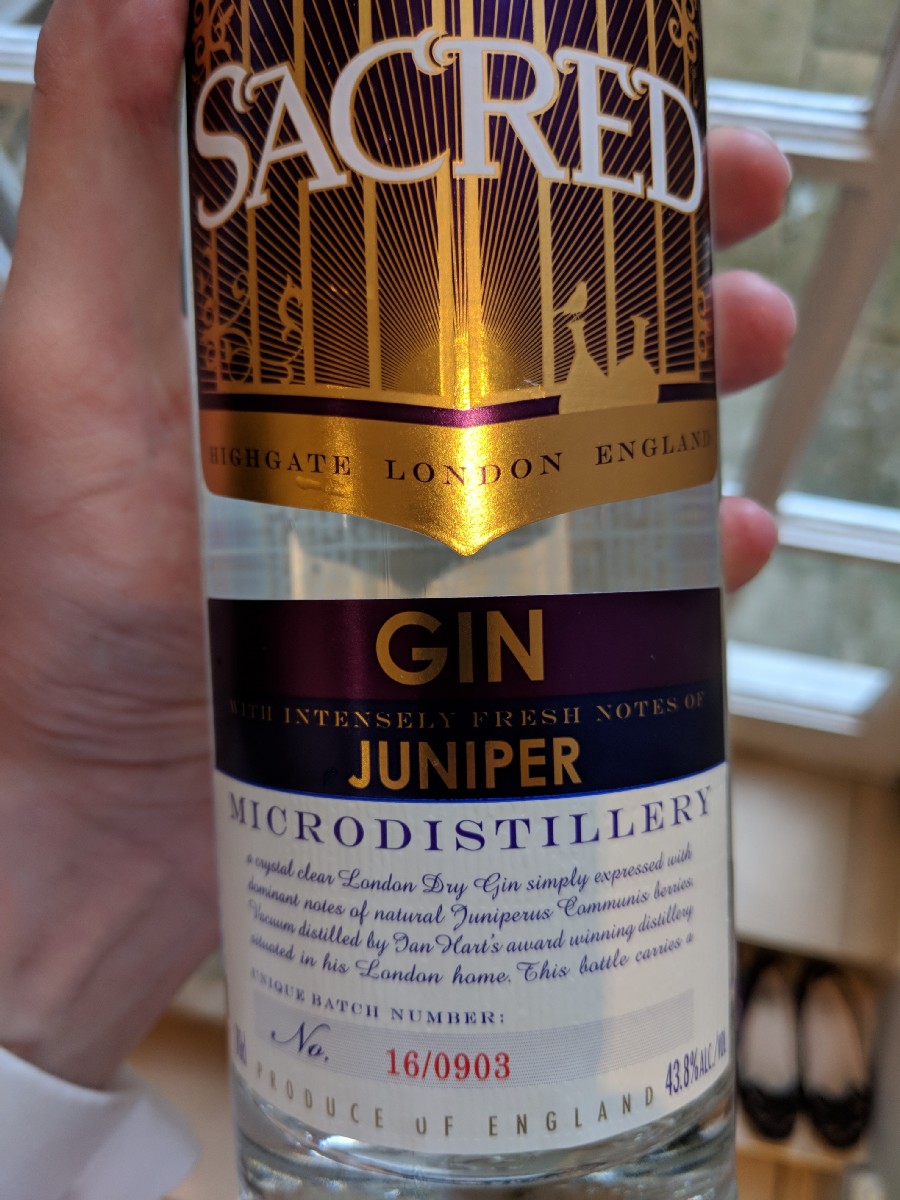 SACRED
HIGHGATE LONDON ENGLAND
GIN
WITH INTENSELY FRESH NOTES OF
JUNIPER
MICRODISTILLERY
a crystal clear London Dry Gin simply expressed with
dominant notes of natural Juniperus Communis berries.
Vacuum distilled by Ian Hart's award winning distillery
situated in his London home. This bottle carries a
UNIQUE BATCH NUMBER:
No. 16/0903
43.8%ALC./VOL
PRODUCE OF ENGLAND